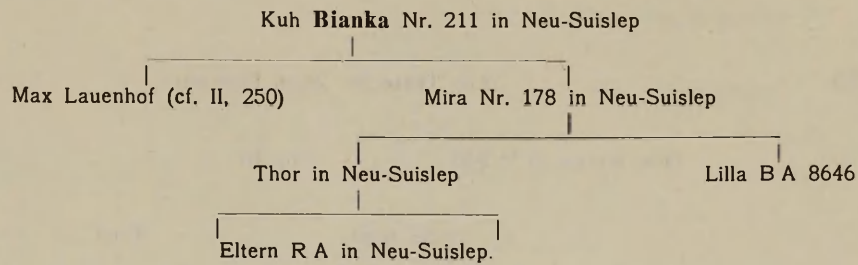 Kuh Bianka Nr. 211 in Neu-Suislep
Max Lauenhof (cf. II, 250) Mira Nr. 178 in Neu-Suislep
Thor in Neu-Suislep Lilla B A 8646
Eltern R A in Neu-Suislep.